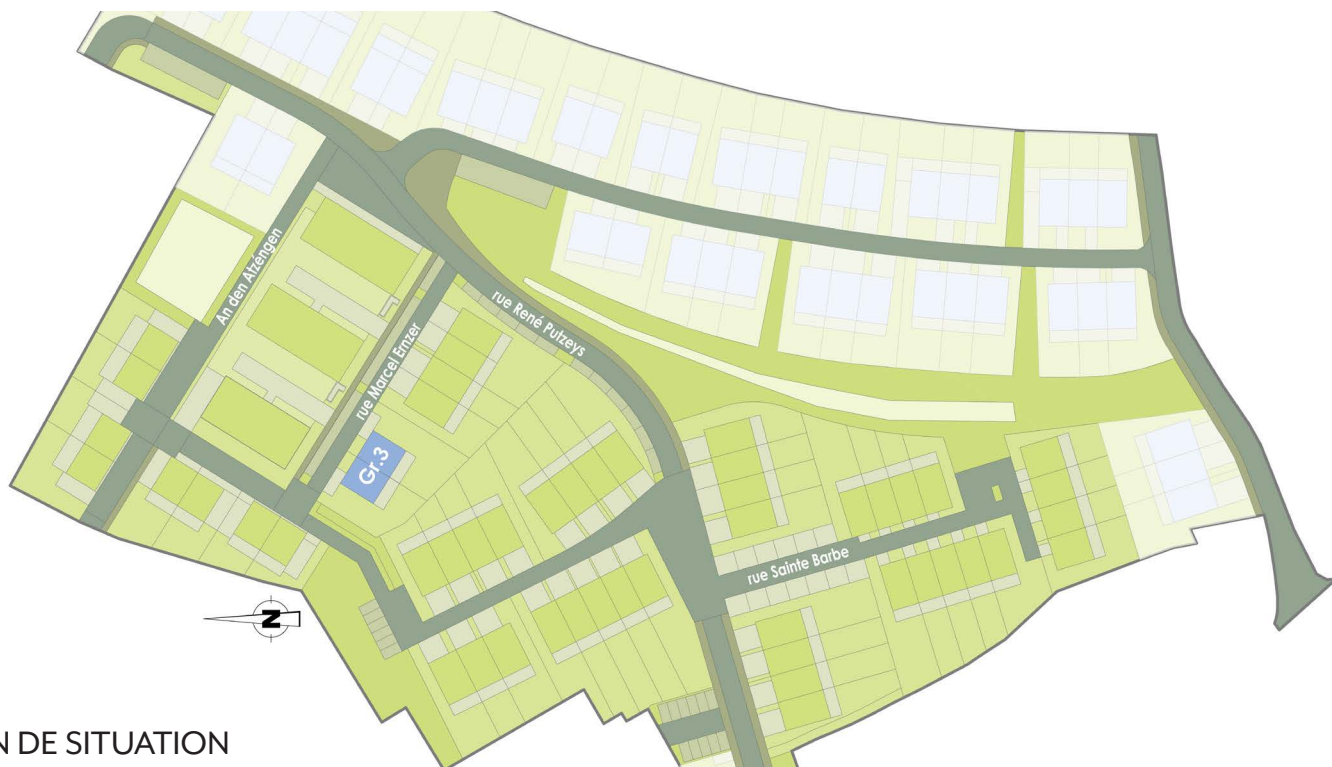 An den Atzéngen
rue Marcel Ernzer
rue René Putzeys
Gr.3
rue Sainte Barbe
N
N DE SITUATION